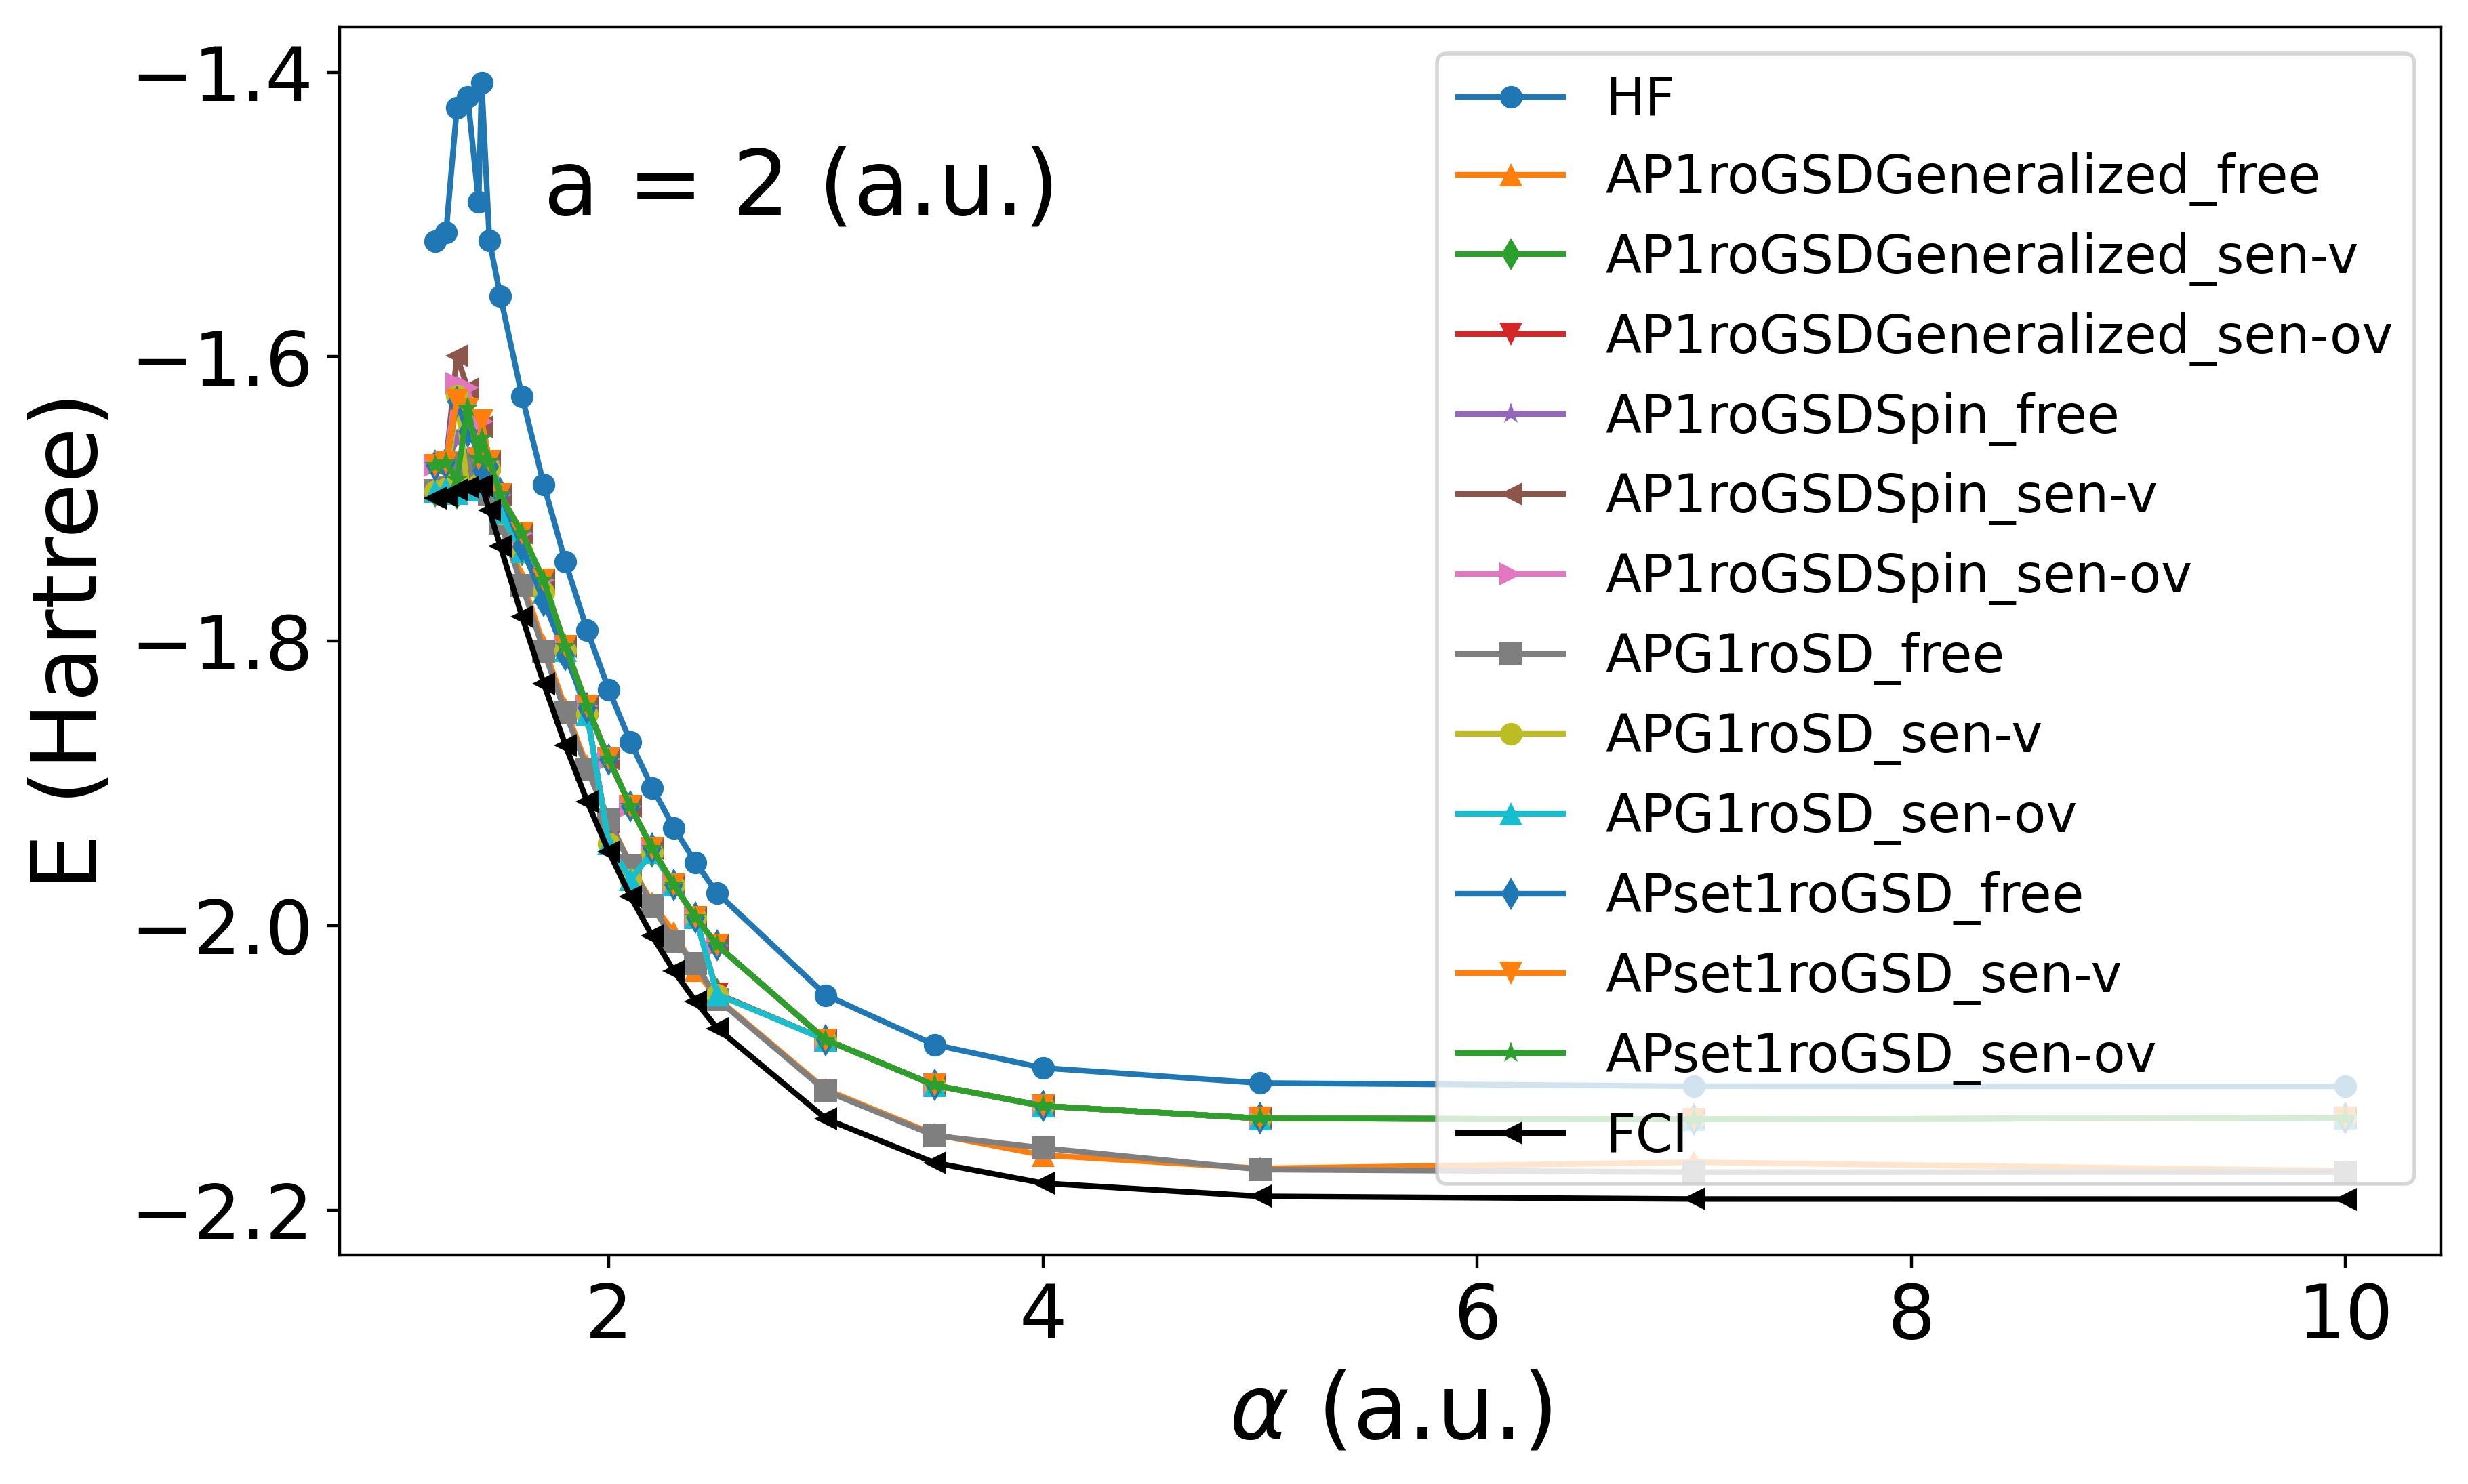 −1.4
−1.6
−1.8
−2.0
−2.2
E (Hartree)
a = 2 (a.u.)
HF
AP1roGSDGeneralized_free
AP1roGSDGeneralized_sen-v
AP1roGSDGeneralized_sen-ov
AP1roGSDSpin_free
AP1roGSDSpin_sen-v
AP1roGSDSpin_sen-ov
APG1roSD_free
APG1roSD_sen-v
APG1roSD_sen-ov
APset1roGSD_free
APset1roGSD_sen-v
APset1roGSD_sen-ov
FCI
2 4 6 8 10
α (a.u.)